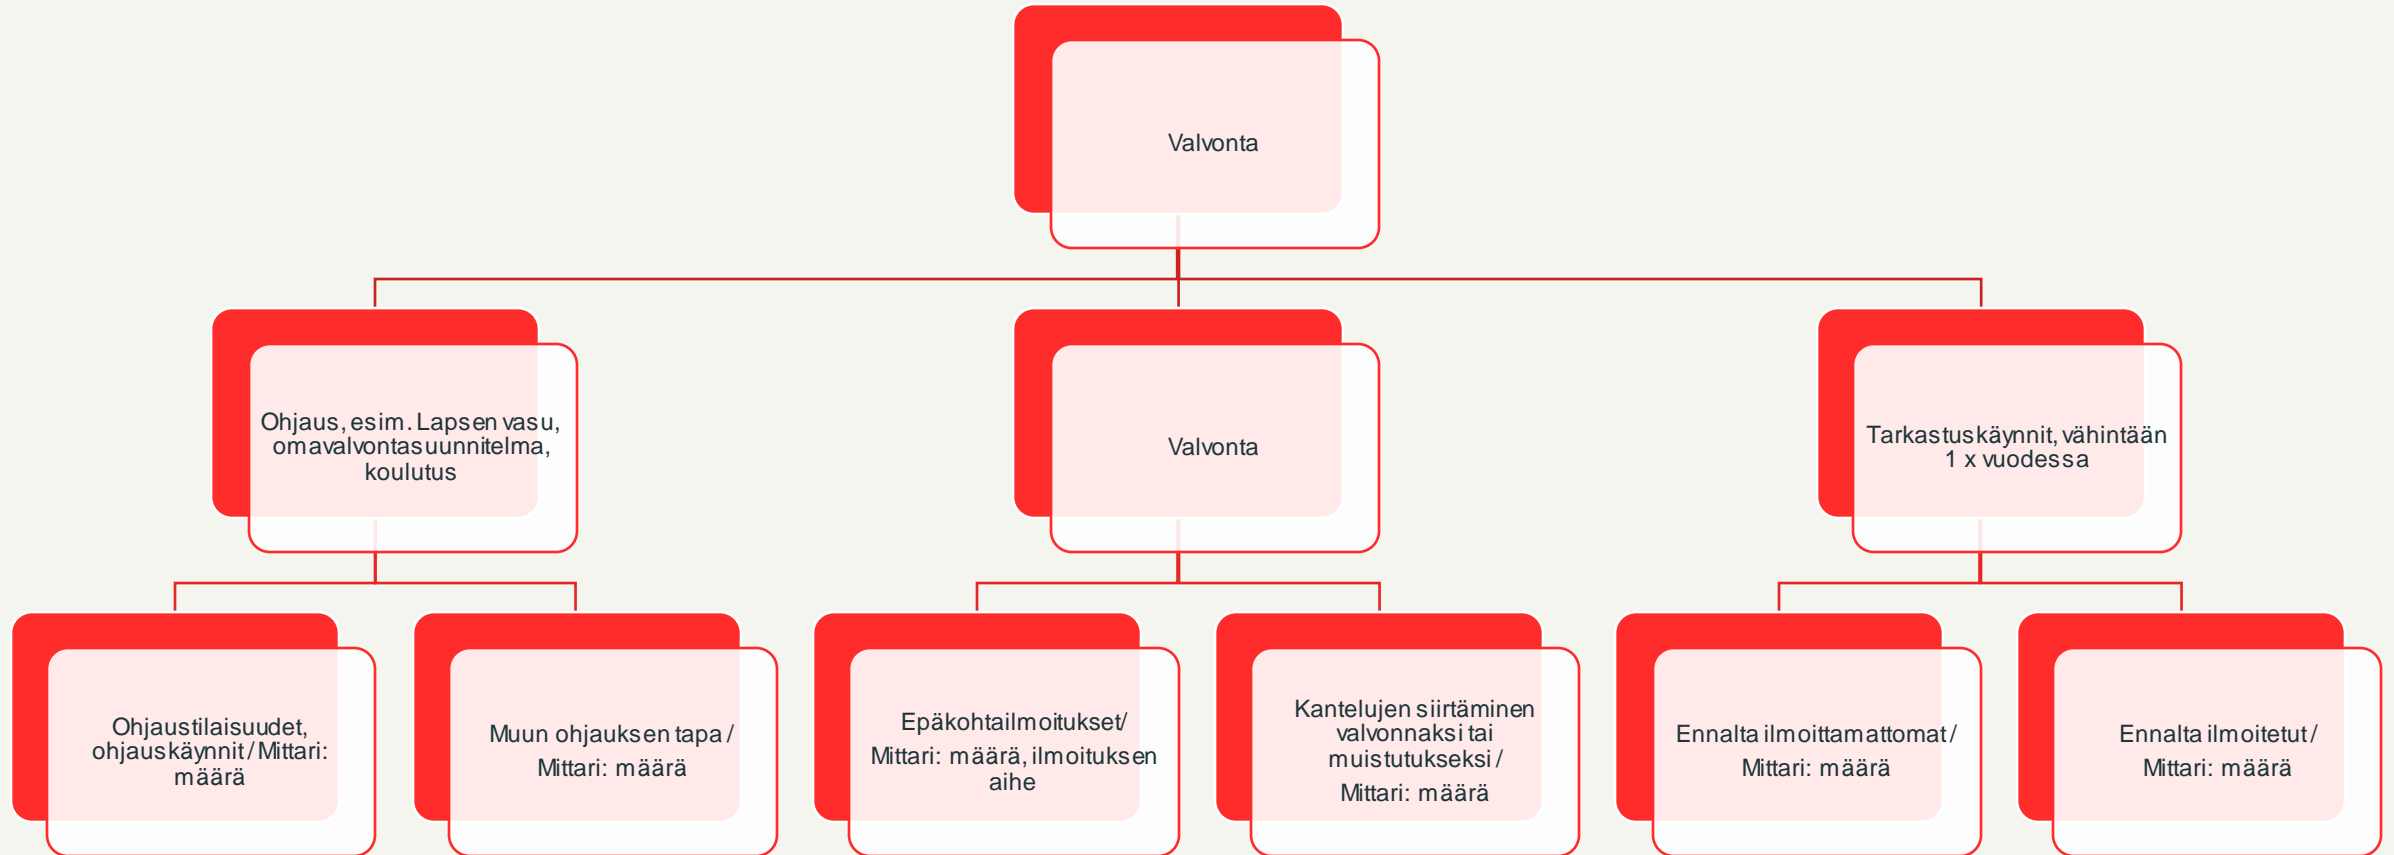 Valvonta
Ohjaus, esim. Lapsen vasu,
omavalvontasuunnitelma,
koulutus
Valvonta
Tarkastuskäynnit, vähintään
1 x vuodessa
Ohjaustilaisuudet,
ohjauskäynnit / Mittari:
määrä
Muun ohjauksen tapa /
Mittari: määrä
Epäkohtailmoitukset/
Mittari: määrä, ilmoituksen
aihe
Kantelujen siirtäminen
valvonnaksi tai
muistutukseksi /
Mittari: määrä
Ennalta ilmoittamattomat /
Mittari: määrä
Ennalta ilmoitetut /
Mittari: määrä